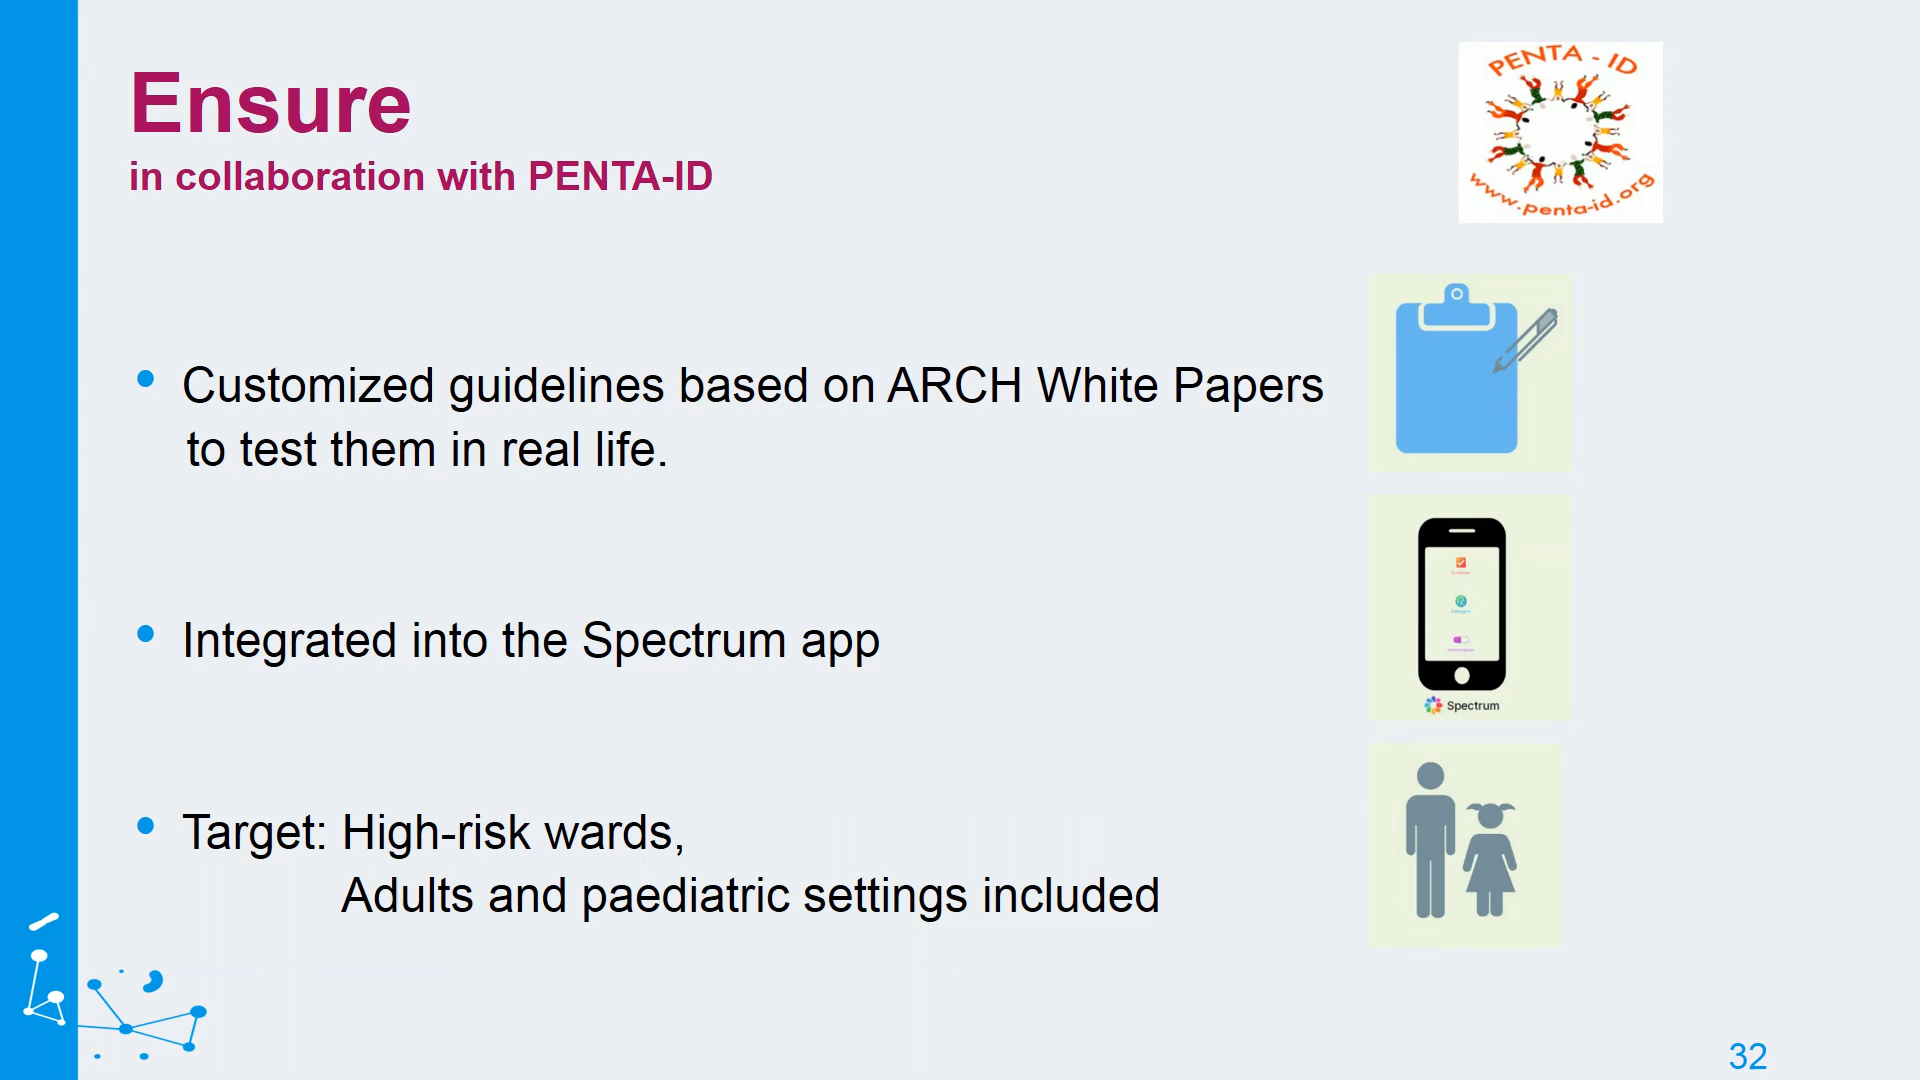 Ensure
in collaboration with PENTA-ID
PENTA - ID
www.penta-id.org
• Customized guidelines based on ARCH White Papers
to test them in real life.
• Integrated into the Spectrum app
Spectrum
• Target: High-risk wards,
Adults and paediatric settings included
32